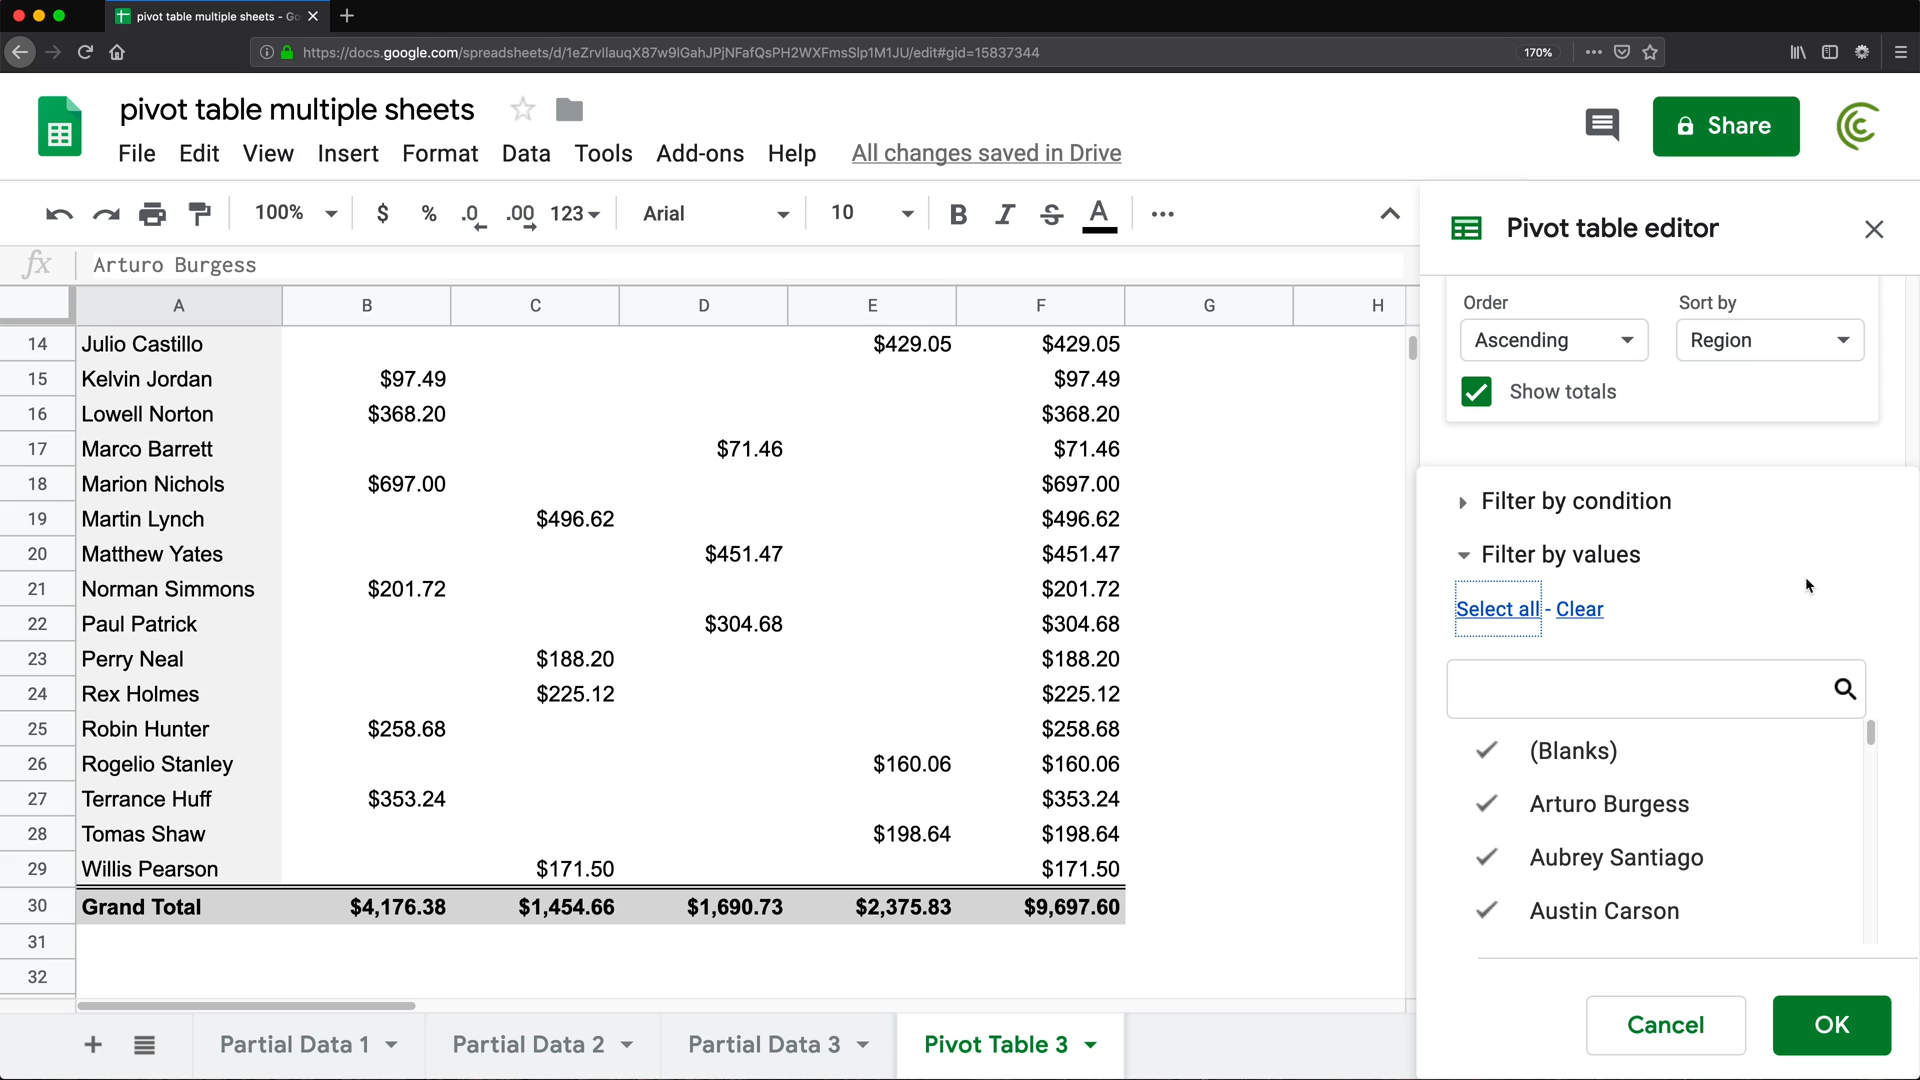 pivot table multiple sheets - Go
https://docs.google.com/spreadsheets/d/1eZrvIlauqX87w9lGahJPjNFafQsPH2WXFmsSlp1M1JU/edit#gid=15837344
170%
pivot table multiple sheets
File Edit View Insert Format Data Tools Add-ons Help All changes saved in Drive
Share
100% $ % .0 .00 123 Arial 10 B I S A
Pivot table editor
fx Arturo Burgess
A B C D E F G H
14 Julio Castillo $429.05 $429.05
15 Kelvin Jordan $97.49 $97.49
16 Lowell Norton $368.20 $368.20
17 Marco Barrett $71.46 $71.46
18 Marion Nichols $697.00 $697.00
19 Martin Lynch $496.62 $496.62
20 Matthew Yates $451.47 $451.47
21 Norman Simmons $201.72 $201.72
22 Paul Patrick $304.68 $304.68
23 Perry Neal $188.20 $188.20
24 Rex Holmes $225.12 $225.12
25 Robin Hunter $258.68 $258.68
26 Rogelio Stanley $160.06 $160.06
27 Terrance Huff $353.24 $353.24
28 Tomas Shaw $198.64 $198.64
29 Willis Pearson $171.50 $171.50
30 Grand Total $4,176.38 $1,454.66 $1,690.73 $2,375.83 $9,697.60
31
32
Order Sort by
Ascending Region
Show totals
Filter by condition
Filter by values
Select all - Clear
(Blanks)
Arturo Burgess
Aubrey Santiago
Austin Carson
Cancel OK
Partial Data 1 Partial Data 2 Partial Data 3 Pivot Table 3